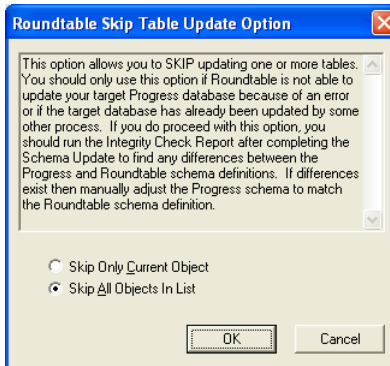 Roundtable Skip Table Update Option
This option allows you to SKIP updating one or more tables.
You should only use this option if Roundtable is not able to
update your target Progress database because of an error
or if the target database has already been updated by some
other process.  If you do proceed with this option, you
should run the Integrity Check Report after completing the
Schema Update to find any differences between the
Progress and Roundtable schema definitions.  If differences
exist then manually adjust the Progress schema to match
the Roundtable schema definition.
Skip Only Current Object
Skip All Objects In List
OK
Cancel